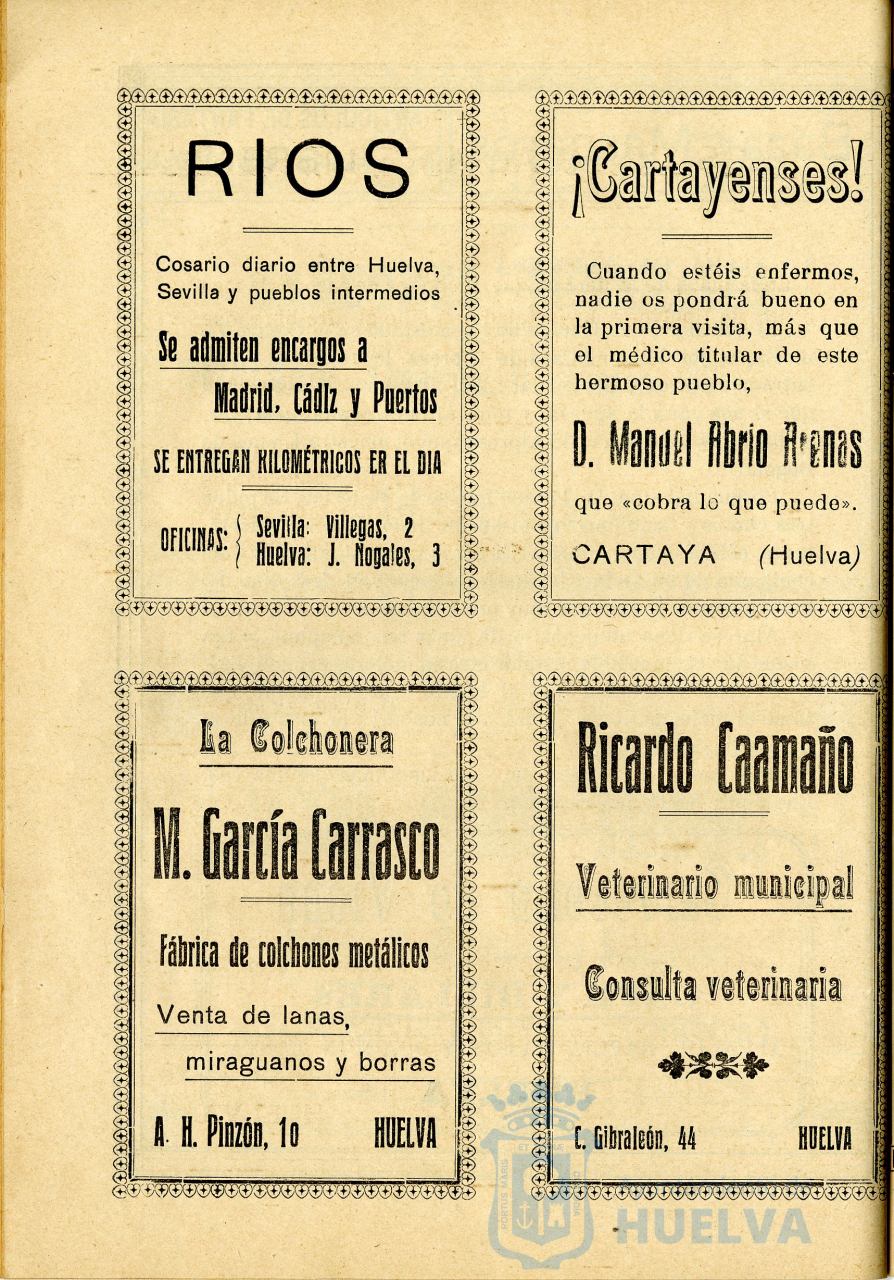 RIOS
Cosario diario entre Huelva,
Sevilla y pueblos intermedios
Se admiten encargos a
Madrid, Cádiz y Puertos
SE ENTREGAN KILOMÉTRICOS ER EL DIA
OFICINAS: Sevilla: Villegas, 2
Huelva: J. Nogales, 3
¡Cartayenses!
Cuando estéis enfermos,
nadie os pondrá bueno en
la primera visita, más que
el médico titular de este
hermoso pueblo,
D. Manuel Abrio Arenas
que «cobra lo que puede».
CARTAYA (Huelva)
La Colchonera
M. García Carrasco
Fábrica de colchones metálicos
Venta de lanas,
miraguanos y borras
A. H. Pinzón, 10 HUELVA
Ricardo Caamaño
Veterinario municipal
Consulta veterinaria
C. Gibraleón, 44 HUELVA
PORTUS MARIS
HUELVA